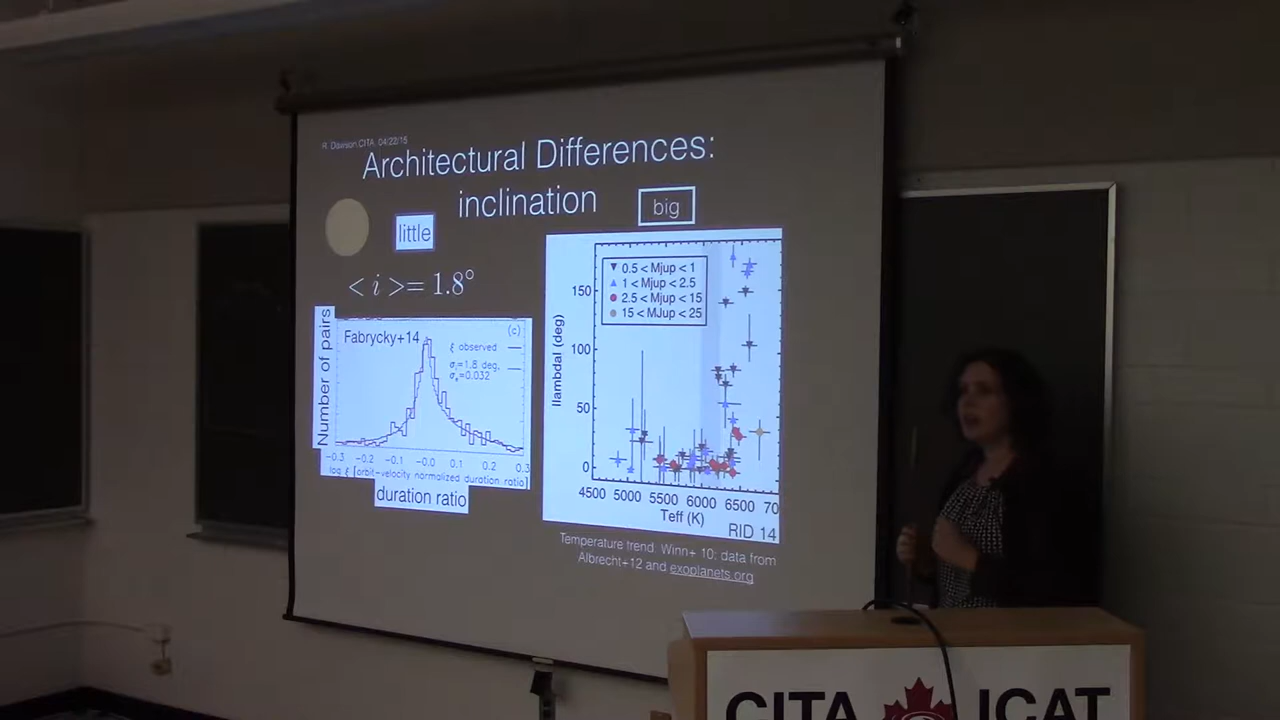 R. Dawson, CITA, 04/22/15
Architectural Differences:
inclination
little
big
< i >= 1.8°
Number of pairs
Fabrycky+14
(c)
ξ observed
σi=1.8 deg,
σe=0.032
-0.3 -0.2 -0.1 -0.0 0.1 0.2 0.3
log ξ [orbit-velocity normalized duration ratio]
duration ratio
0.5 < Mjup < 1
1 < Mjup < 2.5
2.5 < Mjup < 15
15 < MJup < 25
|lambda| (deg)
150
100
50
0
4500 5000 5500 6000 6500 70
Teff (K)
RID 14
Temperature trend: Winn+ 10; data from
Albrecht+12 and exoplanets.org
CITA ICAT